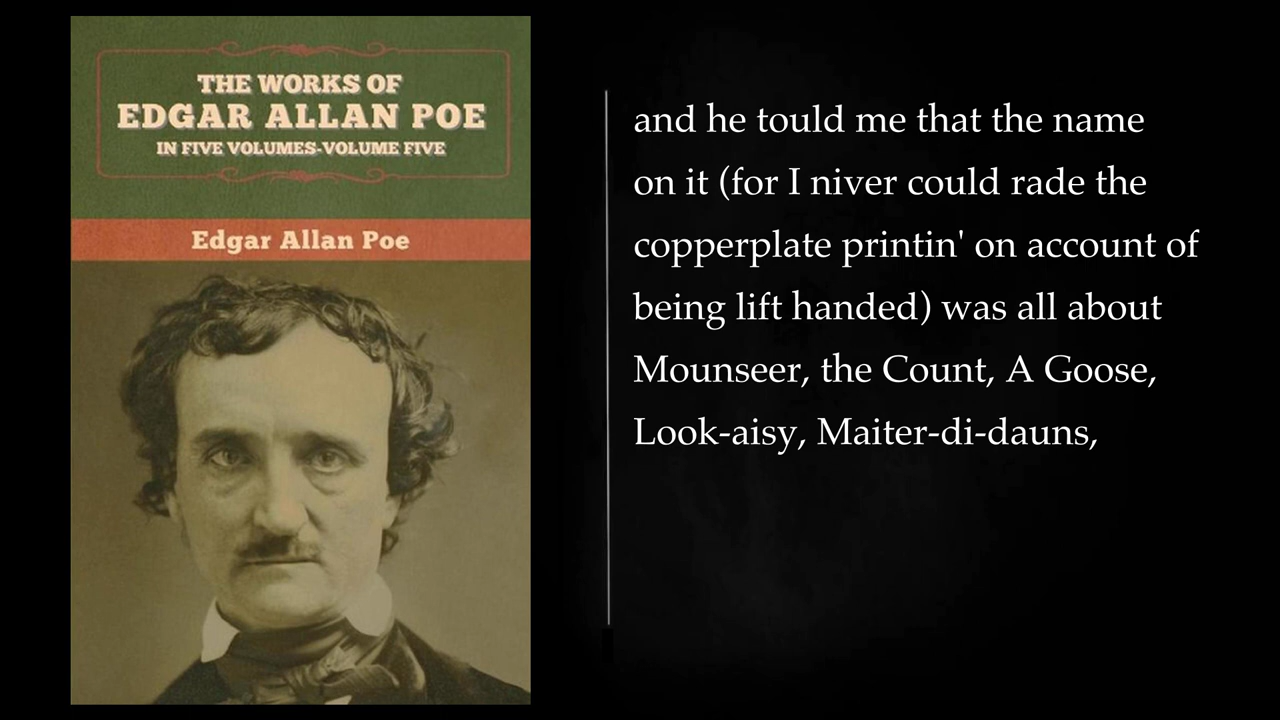 THE WORKS OF
EDGAR ALLAN POE
IN FIVE VOLUMES-VOLUME FIVE
Edgar Allan Poe
and he tould me that the name
on it (for I niver could rade the
copperplate printin' on account of
being lift handed) was all about
Mounseer, the Count, A Goose,
Look-aisy, Maiter-di-dauns,